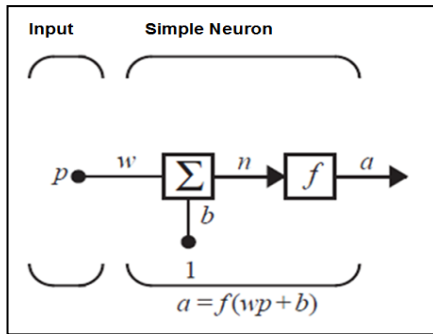 Input Simple Neuron
p w Σ n f a
b
1
a = f(wp + b)